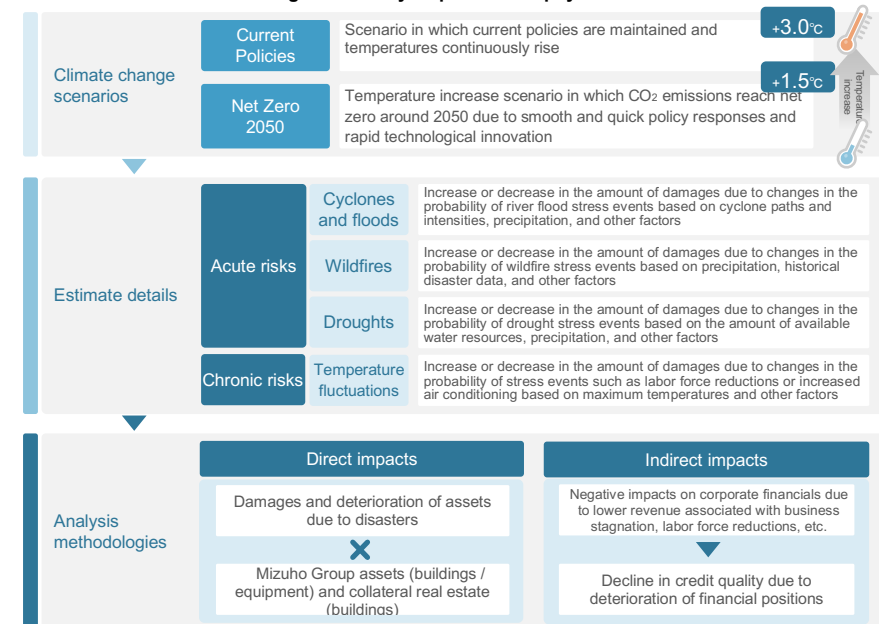 Climate change
scenarios
Current
Policies
Scenario in which current policies are maintained and
temperatures continuously rise
+3.0℃
Net Zero
2050
Temperature increase scenario in which CO2 emissions reach net
zero around 2050 due to smooth and quick policy responses and
rapid technological innovation
+1.5℃
Temperature
increase
Estimate details
Acute risks
Cyclones
and floods
Increase or decrease in the amount of damages due to changes in the
probability of river flood stress events based on cyclone paths and
intensities, precipitation, and other factors
Wildfires
Increase or decrease in the amount of damages due to changes in the
probability of wildfire stress events based on precipitation, historical
disaster data, and other factors
Droughts
Increase or decrease in the amount of damages due to changes in the
probability of drought stress events based on the amount of available
water resources, precipitation, and other factors
Chronic risks
Temperature
fluctuations
Increase or decrease in the amount of damages due to changes in the
probability of stress events such as labor force reductions or increased
air conditioning based on maximum temperatures and other factors
Analysis
methodologies
Direct impacts
Damages and deterioration of assets
due to disasters
Mizuho Group assets (buildings /
equipment) and collateral real estate
(buildings)
Indirect impacts
Negative impacts on corporate financials due
to lower revenue associated with business
stagnation, labor force reductions, etc.
Decline in credit quality due to
deterioration of financial positions